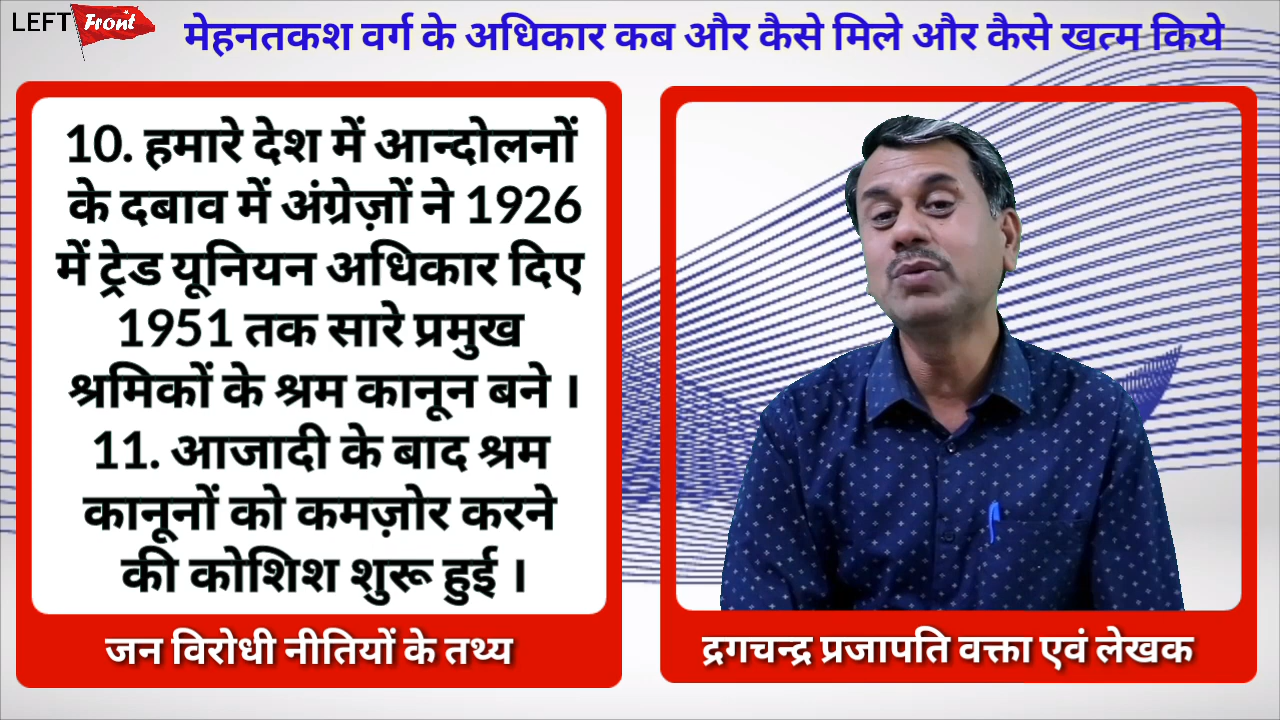 LEFT Front
मेहनतकश वर्ग के अधिकार कब और कैसे मिले और कैसे खत्म किये
10. हमारे देश में आन्दोलनों
के दबाव में अंग्रेज़ों ने 1926
में ट्रेड यूनियन अधिकार दिए
1951 तक सारे प्रमुख
श्रमिकों के श्रम कानून बने ।
11. आजादी के बाद श्रम
कानूनों को कमज़ोर करने
की कोशिश शुरू हुई ।
जन विरोधी नीतियों के तथ्य
द्रगचन्द्र प्रजापति वक्ता एवं लेखक